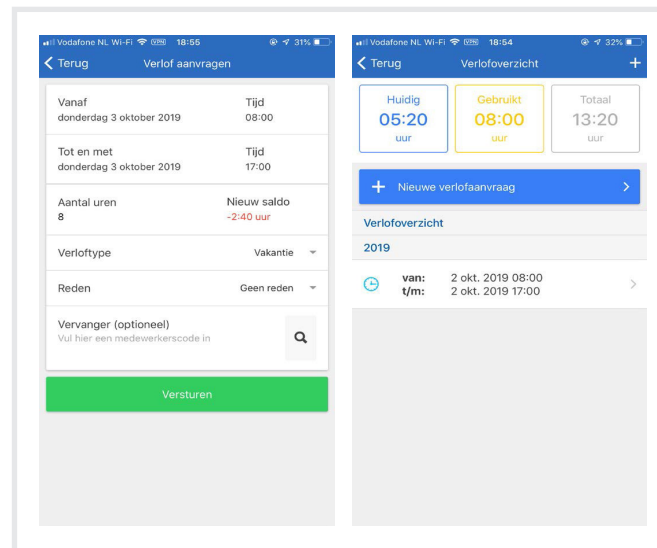 Vodafone NL Wi-Fi VPN 18:55 31%
Terug Verlof aanvragen
Vanaf Tijd
donderdag 3 oktober 2019 08:00
Tot en met Tijd
donderdag 3 oktober 2019 17:00
Aantal uren Nieuw saldo
8 -2:40 uur
Verloftype Vakantie
Reden Geen reden
Vervanger (optioneel)
Vul hier een medewerkerscode in
Versturen
Vodafone NL Wi-Fi VPN 18:54 32%
Terug Verlofoverzicht +
Huidig Gebruikt Totaal
05:20 08:00 13:20
uur uur uur
+ Nieuwe verlofaanvraag
Verlofoverzicht
2019
van: 2 okt. 2019 08:00
t/m: 2 okt. 2019 17:00